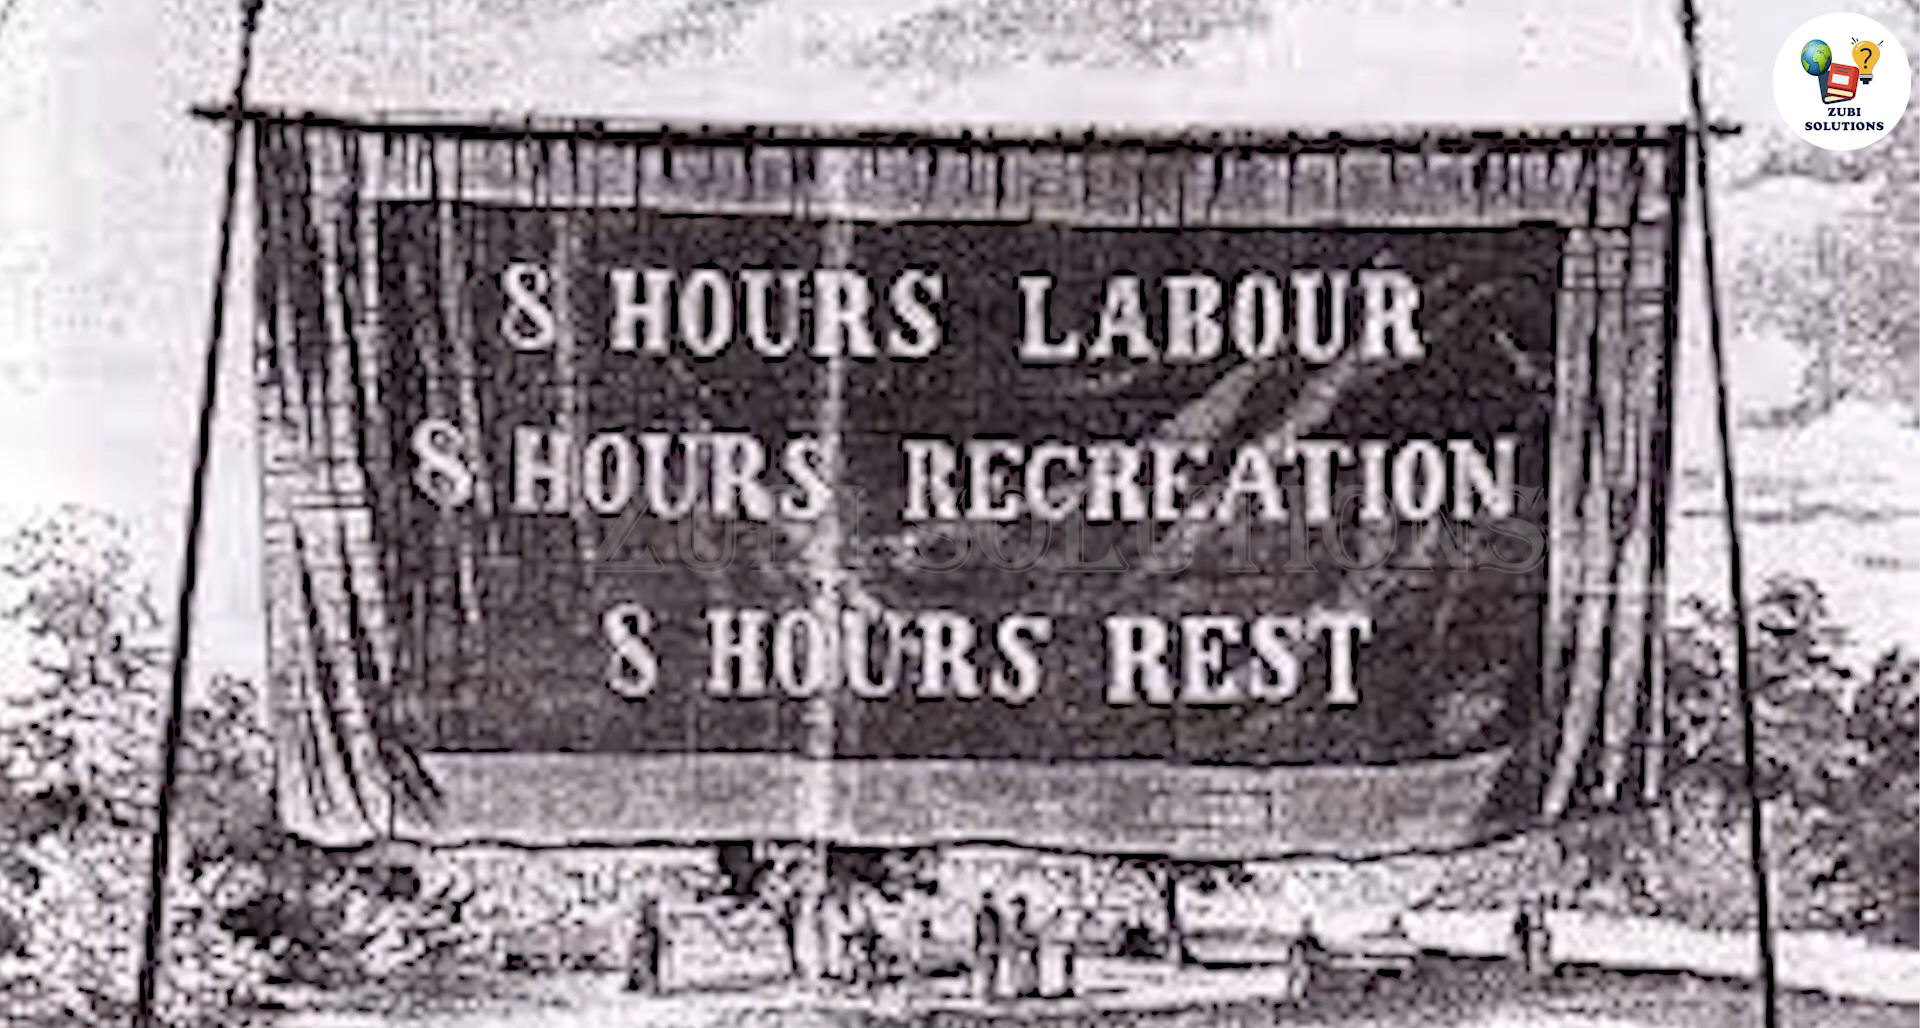 ZUBI
SOLUTIONS
8 HOURS LABOUR
8 HOURS RECREATION
ZUBI SOLUTIONS
8 HOURS REST